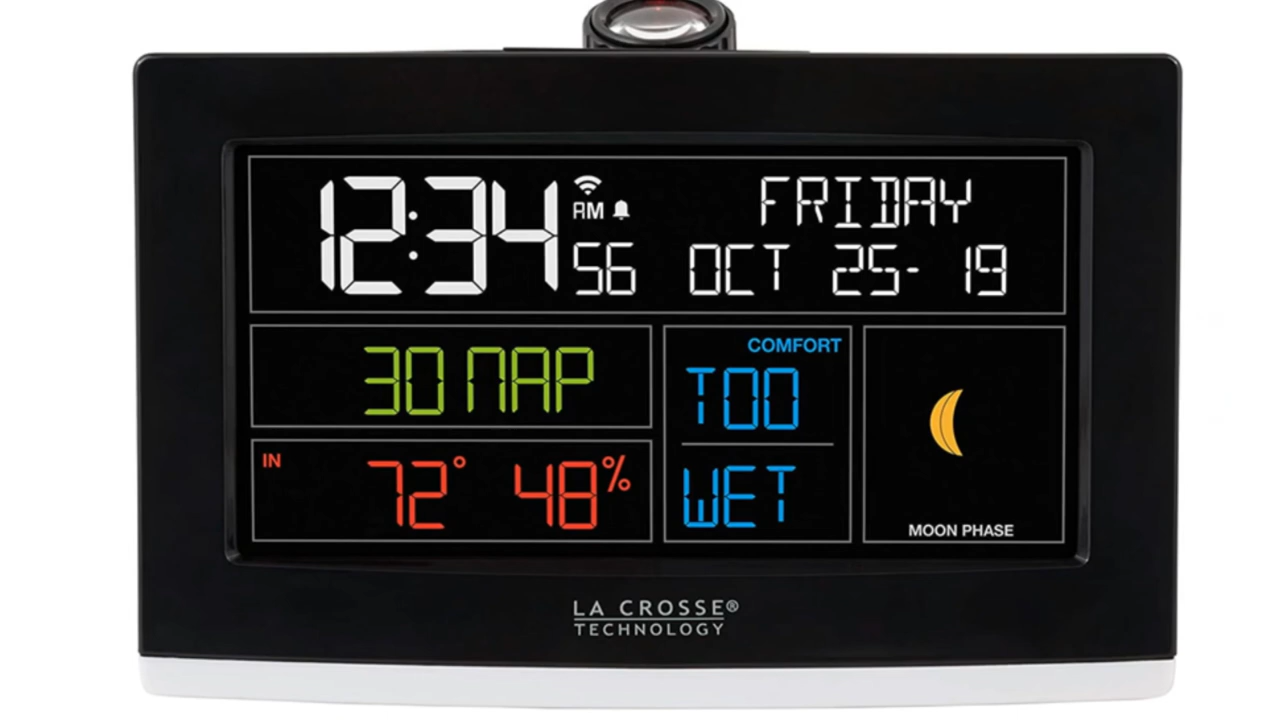 12:34 AM 56
FRIDAY
OCT 25- 19
30 NAP
COMFORT
TOO
WET
IN 72° 48%
MOON PHASE
LA CROSSE®
TECHNOLOGY